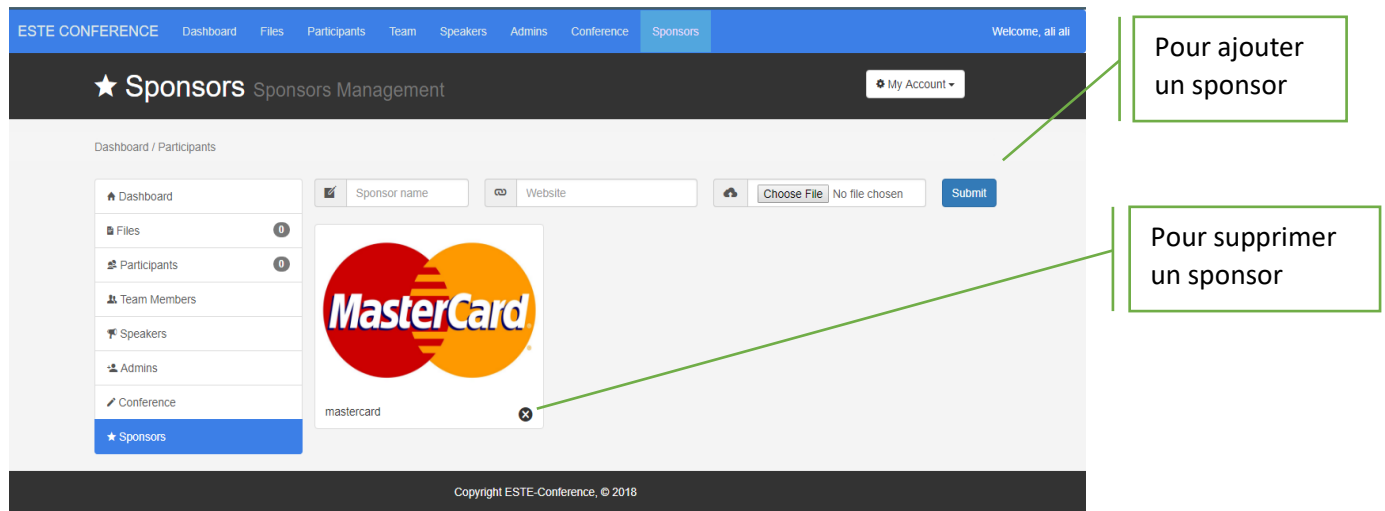 ESTE CONFERENCE Dashboard Files Participants Team Speakers Admins Conference Sponsors Welcome, ali ali
Sponsors Sponsors Management
My Account
Pour ajouter
un sponsor
Dashboard / Participants
Dashboard
Files 0
Participants 0
Team Members
Speakers
Admins
Conference
Sponsors
Sponsor name Website Choose File No file chosen Submit
MasterCard
mastercard
Pour supprimer
un sponsor
Copyright ESTE-Conference, © 2018